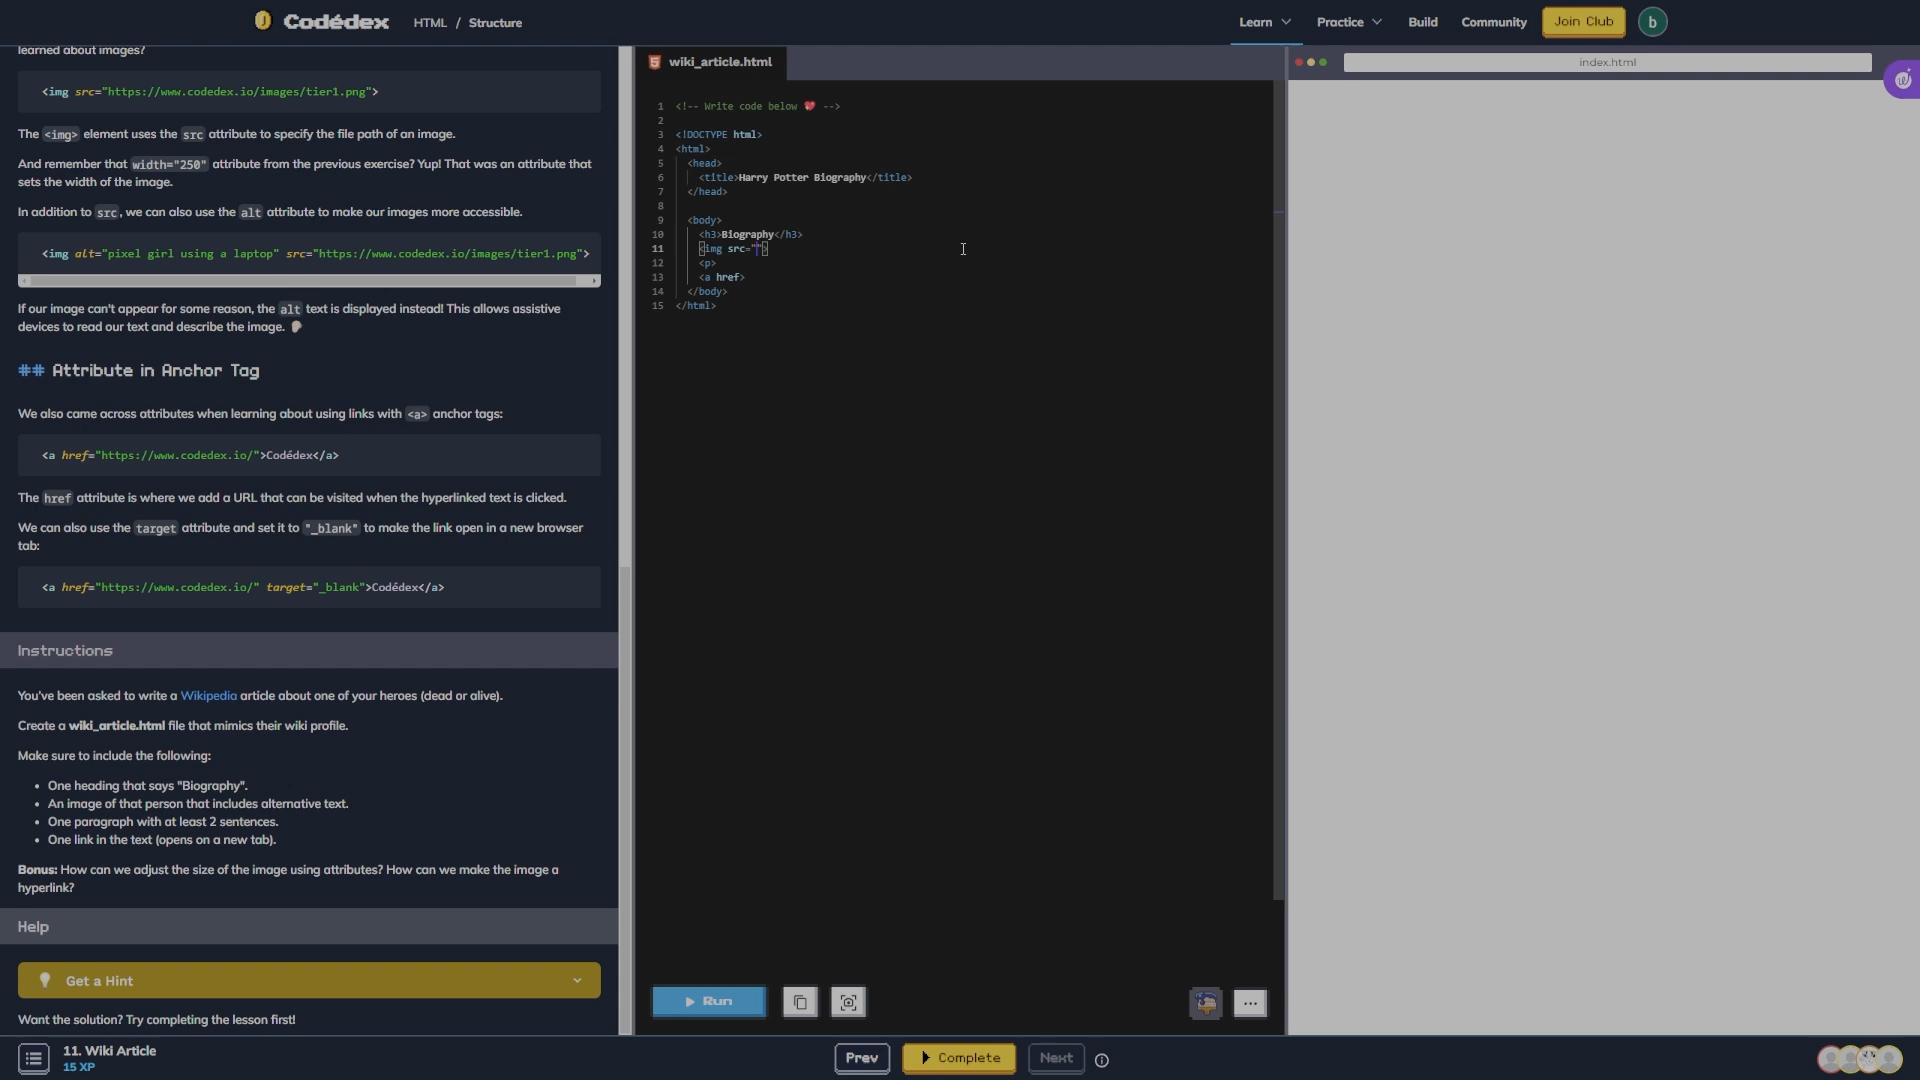 Codédex
HTML / Structure
Learn
Practice
Build
Community
Join Club
b
learned about images?
<img src="https://www.codedex.io/images/tier1.png">
The <img> element uses the src attribute to specify the file path of an image.
And remember that width="250" attribute from the previous exercise? Yup! That was an attribute that
sets the width of the image.
In addition to src, we can also use the alt attribute to make our images more accessible.
<img alt="pixel girl using a laptop" src="https://www.codedex.io/images/tier1.png">
If our image can't appear for some reason, the alt text is displayed instead! This allows assistive
devices to read our text and describe the image. 
## Attribute in Anchor Tag
We also came across attributes when learning about using links with <a> anchor tags:
<a href="https://www.codedex.io/">Codédex</a>
The href attribute is where we add a URL that can be visited when the hyperlinked text is clicked.
We can also use the target attribute and set it to "_blank" to make the link open in a new browser
tab:
<a href="https://www.codedex.io/" target="_blank">Codédex</a>
Instructions
You've been asked to write a Wikipedia article about one of your heroes (dead or alive).
Create a wiki_article.html file that mimics their wiki profile.
Make sure to include the following:
• One heading that says "Biography".
• An image of that person that includes alternative text.
• One paragraph with at least 2 sentences.
• One link in the text (opens on a new tab).
Bonus: How can we adjust the size of the image using attributes? How can we make the image a
hyperlink?
Help
Get a Hint
Want the solution? Try completing the lesson first!
wiki_article.html
1 <!-- Write code below 💖 -->
2
3 <!DOCTYPE html>
4 <html>
5 <head>
6 <title>Harry Potter Biography</title>
7 </head>
8
9 <body>
10 <h3>Biography</h3>
11 <img src="">
12 <p>
13 <a href>
14 </body>
15 </html>
Run
...
index.html
11. Wiki Article
15 XP
Prev
Complete
Next